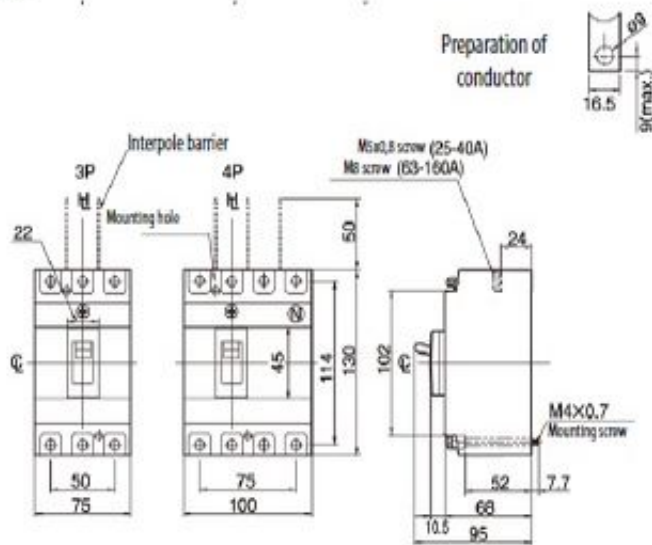 Preparation of
conductor
ø9
16.5
9(max.)
Interpole barrier
M5x0,8 screw (25-40A)
M8 screw (63-160A)
3P
4P
Mounting hole
22
50
24
45
114
130
102
M4×0.7
Mounting screw
N
50
75
75
100
52
7.7
68
10.5
95